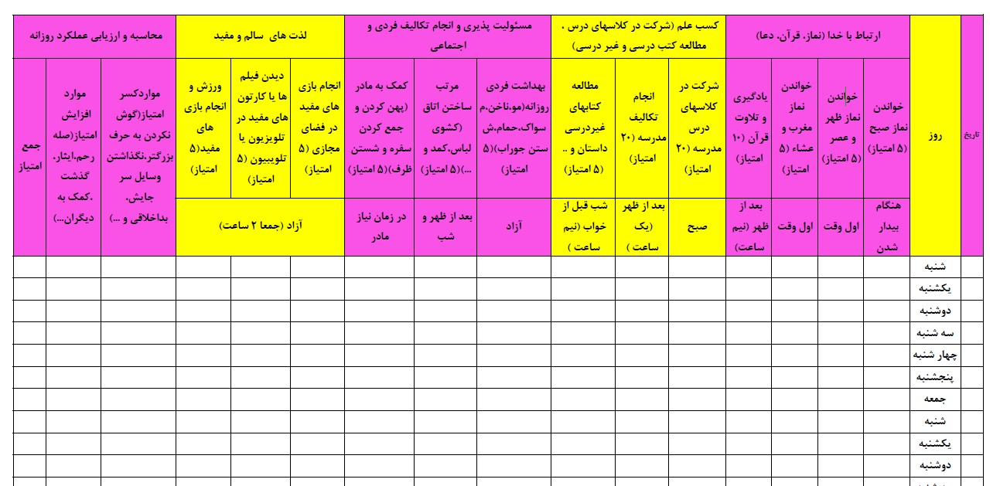 تاریخ
روز
ارتباط با خدا (نماز، قرآن، دعا)
کسب علم (شرکت در کلاسهای درس ،
مطالعه کتب درسی و غیر درسی)
مسئولیت پذیری و انجام تکالیف فردی و
اجتماعی
لذت های سالم و مفید
محاسبه و ارزیابی عملکرد روزانه
خواندن
نماز صبح
(۵ امتیاز)
خواندن
نماز ظهر
و عصر
(۵ امتیاز)
خواندن
نماز
مغرب و
عشاء (۵
امتیاز)
یادگیری
و تلاوت
قرآن (۱۰
امتیاز)
شرکت در
کلاسهای
درس
مدرسه (۲۰
امتیاز)
انجام
تکالیف
مدرسه (۲۰
امتیاز)
مطالعه
کتابهای
غیردرسی
داستان و ..
(۵ امتیاز)
بهداشت فردی
روزانه(مو،ناخن،م
سواک،حمام،ش
ستن جوراب)(۵
امتیاز)
مرتب
ساختن اتاق
(کشوی
لباس،کمد و
...)(۵ امتیاز)
کمک به مادر
(پهن کردن و
جمع کردن
سفره و شستن
ظرف)(۵ امتیاز)
انجام بازی
های مفید
در فضای
مجازی (۵
امتیاز)
دیدن فیلم
ها یا کارتون
های مفید در
تلویزیون یا
تلوبیون (۵
امتیاز)
ورزش و
انجام بازی
های
مفید(۵
امتیاز)
مواردکسر
امتیاز(گوش
نکردن به حرف
بزرگتر،نگذاشتن
وسایل سر
جایش،
بداخلاقی و ...)
موارد
افزایش
امتیاز(صله
رحم،ایثار،
گذشت
،کمک به
دیگران...)
جمع
امتیاز
هنگام
بیدار
شدن
اول وقت
اول وقت
بعد از
ظهر (نیم
ساعت)
صبح
بعد از ظهر
(یک
ساعت )
شب قبل از
خواب (نیم
ساعت )
آزاد
بعد از ظهر و
شب
در زمان نیاز
مادر
آزاد (جمعا ۲ ساعت)
شنبه
یکشنبه
دوشنبه
سه شنبه
چهار شنبه
پنجشنبه
جمعه
شنبه
یکشنبه
دوشنبه